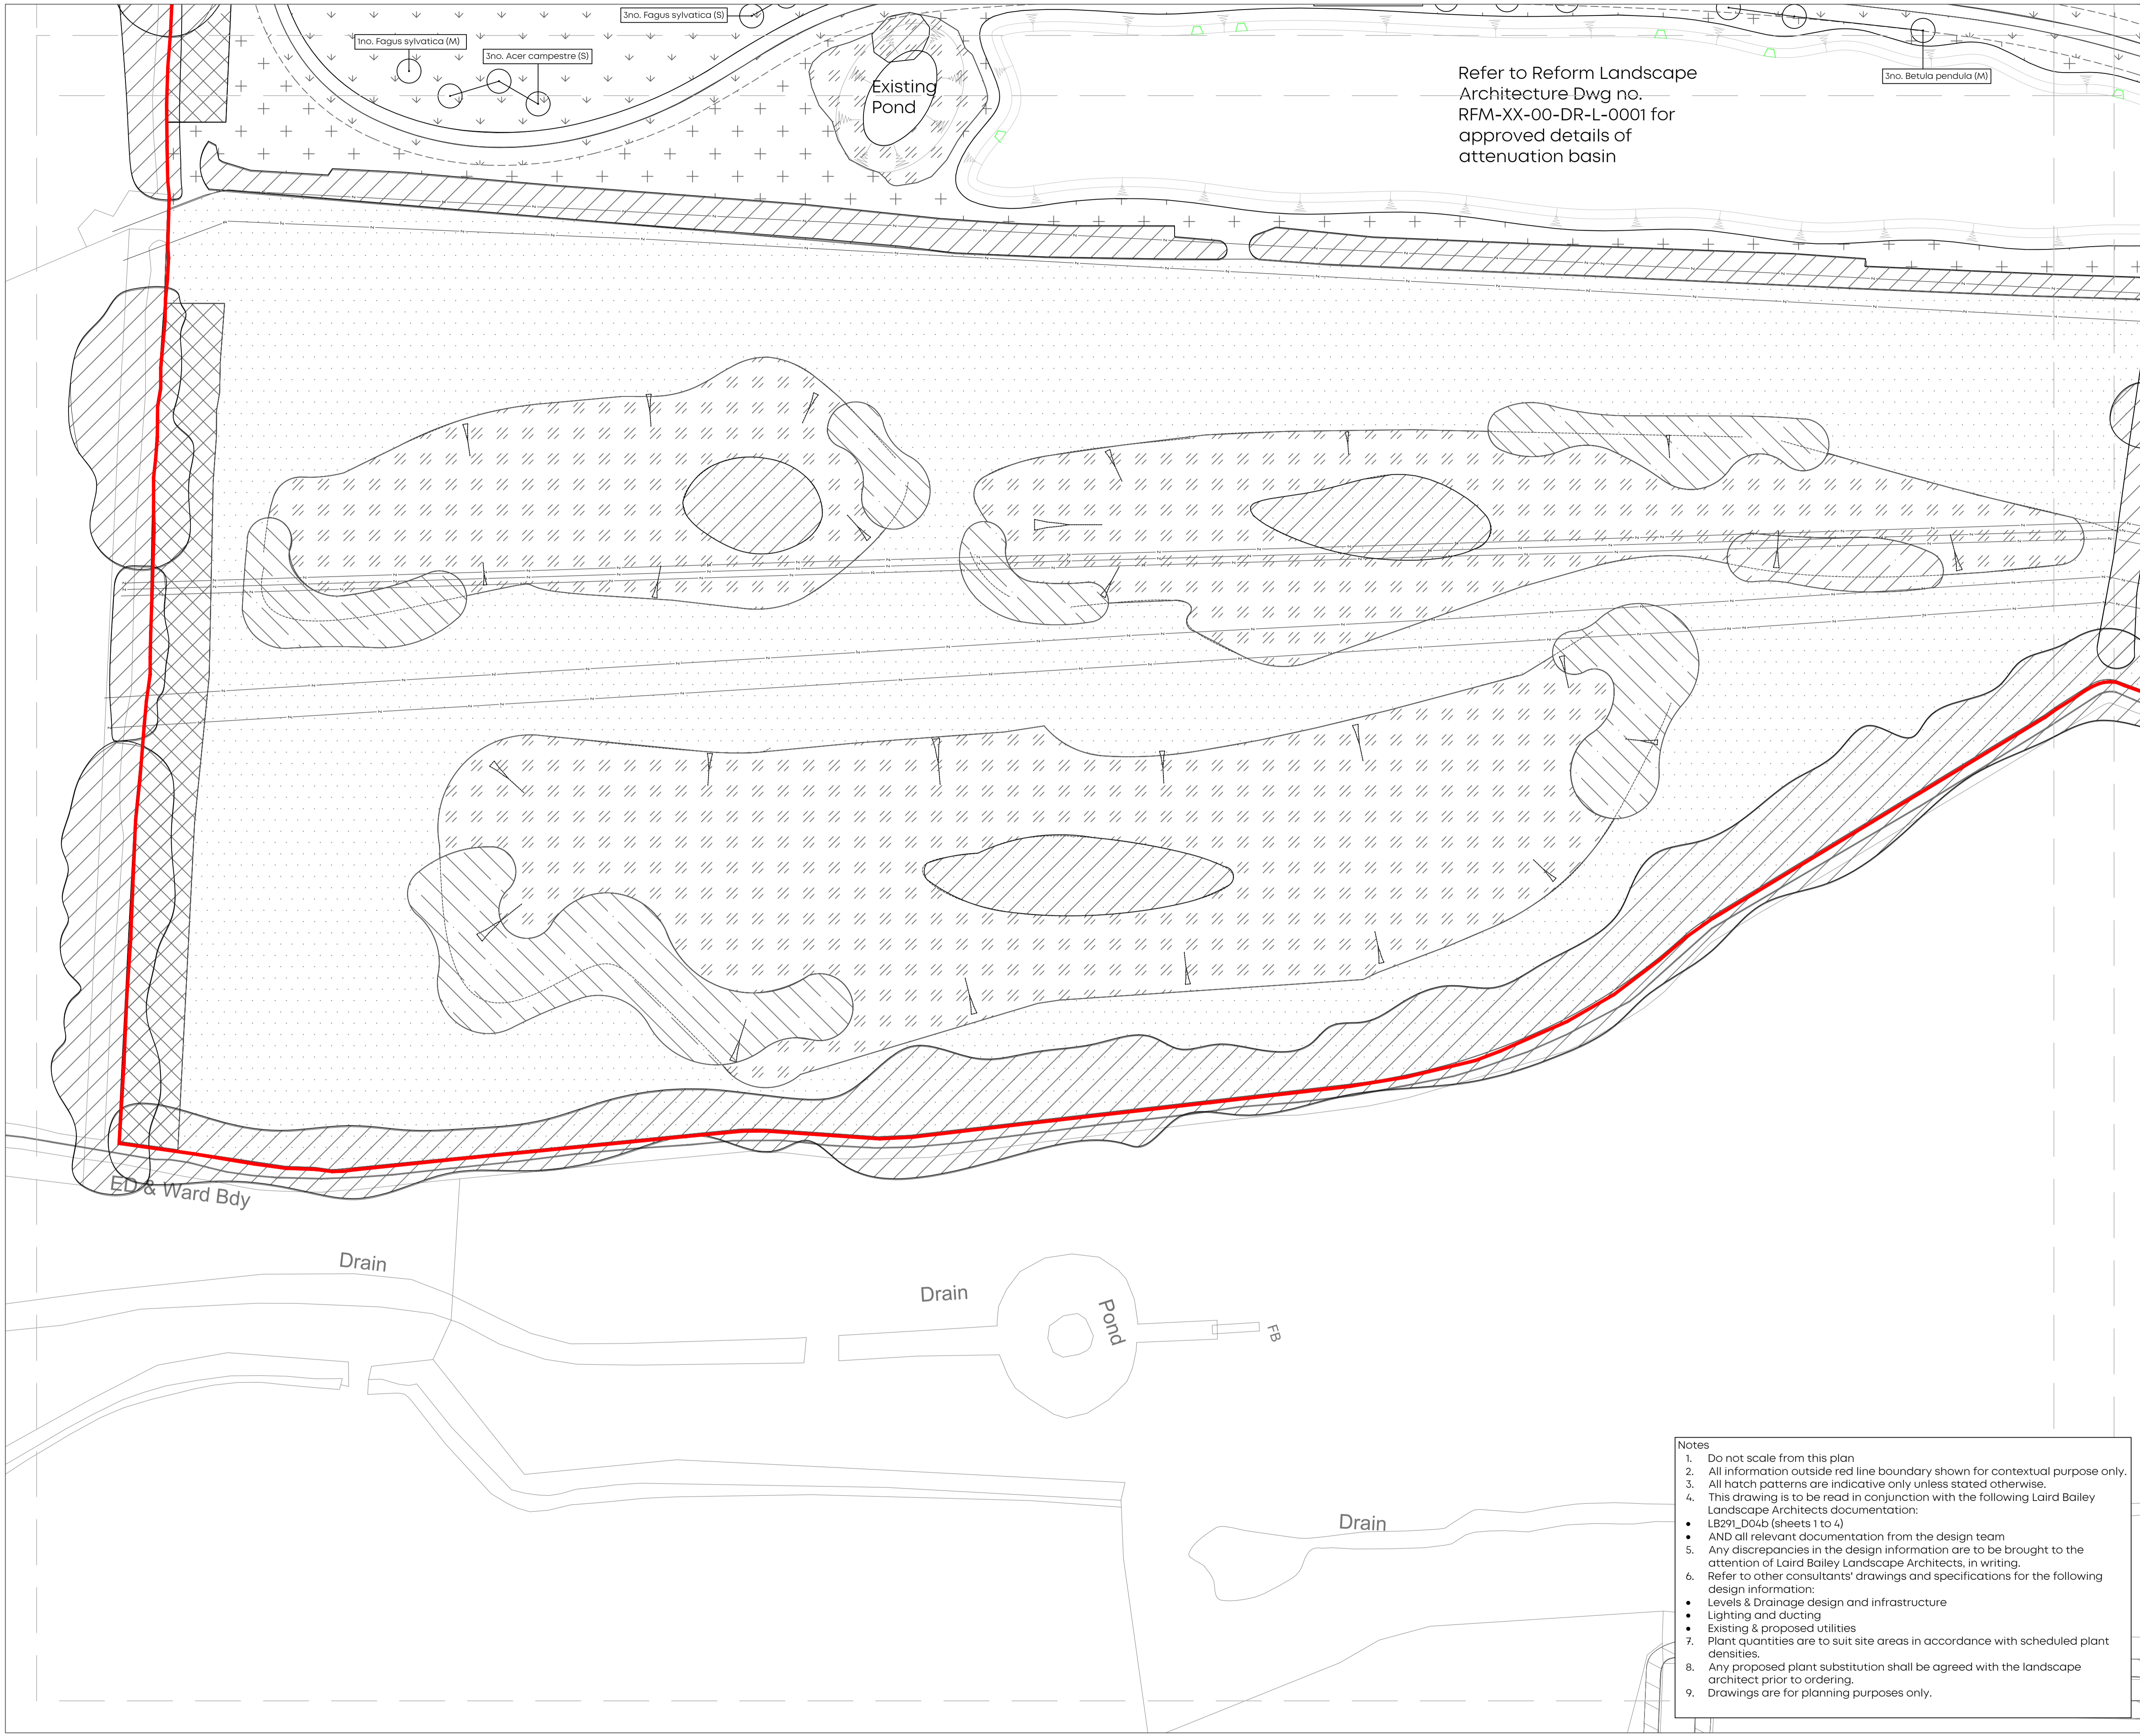 3no. Fagus sylvatica (S)
1no. Fagus sylvatica (M)
3no. Acer campestre (S)
Existing
Pond
Refer to Reform Landscape
Architecture Dwg no.
RFM-XX-00-DR-L-0001 for
approved details of
attenuation basin
3no. Betula pendula (M)
ED & Ward Bdy
Drain
Drain
Pond
FB
Drain
Notes
1. Do not scale from this plan
2. All information outside red line boundary shown for contextual purpose only.
3. All hatch patterns are indicative only unless stated otherwise.
4. This drawing is to be read in conjunction with the following Laird Bailey
Landscape Architects documentation:
• LB291_D04b (sheets 1 to 4)
• AND all relevant documentation from the design team
5. Any discrepancies in the design information are to be brought to the
attention of Laird Bailey Landscape Architects, in writing.
6. Refer to other consultants' drawings and specifications for the following
design information:
• Levels & Drainage design and infrastructure
• Lighting and ducting
• Existing & proposed utilities
7. Plant quantities are to suit site areas in accordance with scheduled plant
densities.
8. Any proposed plant substitution shall be agreed with the landscape
architect prior to ordering.
9. Drawings are for planning purposes only.